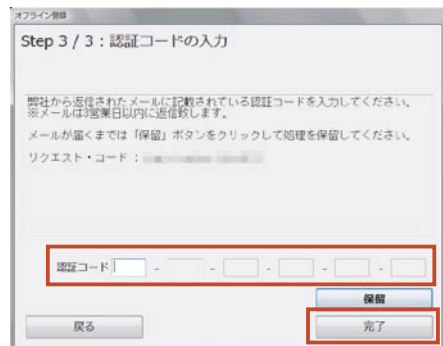 オフライン登録
Step 3 / 3：認証コードの入力
弊社から返信されたメールに記載されている認証コードを入力してください。
※メールは3営業日以内に返信致します。
メールが届くまでは「保留」ボタンをクリックして処理を保留してください。
リクエスト・コード：
認証コード - - - - -
保留
戻る
完了